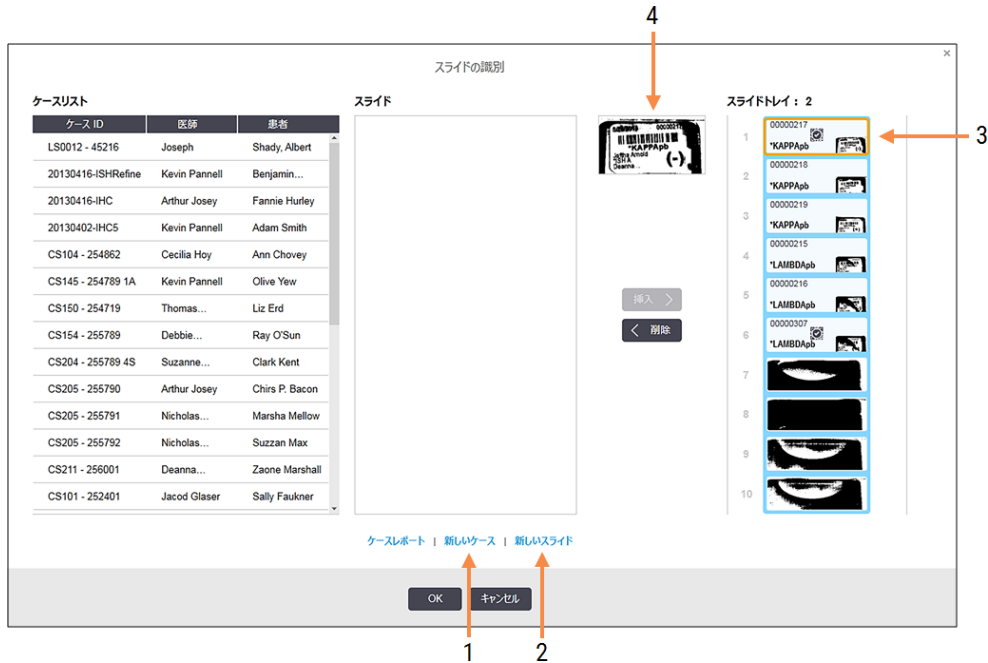 4
×
スライドの識別
ケースリスト
スライド
スライドトレイ： 2
ケース ID 医師 患者
LS0012 - 45216 Joseph Shady, Albert
20130416-ISHRefine Kevin Pannell Benjamin...
20130416-IHC Arthur Josey Fannie Hurley
20130402-IHC5 Kevin Pannell Adam Smith
CS104 - 254862 Cecilia Hoy Ann Chovey
CS145 - 254789 1A Kevin Pannell Olive Yew
CS150 - 254719 Thomas... Liz Erd
CS154 - 255789 Debbie... Ray O'Sun
CS204 - 255789 4S Suzanne... Clark Kent
CS205 - 255790 Arthur Josey Chirs P. Bacon
CS205 - 255791 Nicholas... Marsha Mellow
CS205 - 255792 Nicholas... Suzzan Max
CS211 - 256001 Deanna... Zaone Marshall
CS101 - 252401 Jacod Glaser Sally Faukner
*KAPPApb
Arnold
*ISH A
Deanna...
(-)
挿入 >
< 削除
1 00000217
*KAPPApb
3
2 00000218
*KAPPApb
3 00000219
*KAPPApb
4 00000215
*LAMBDApb
5 00000216
*LAMBDApb
6 00000307
*LAMBDApb
7
8
9
10
ケースレポート | 新しいケース | 新しいスライド
OK キャンセル
1 2